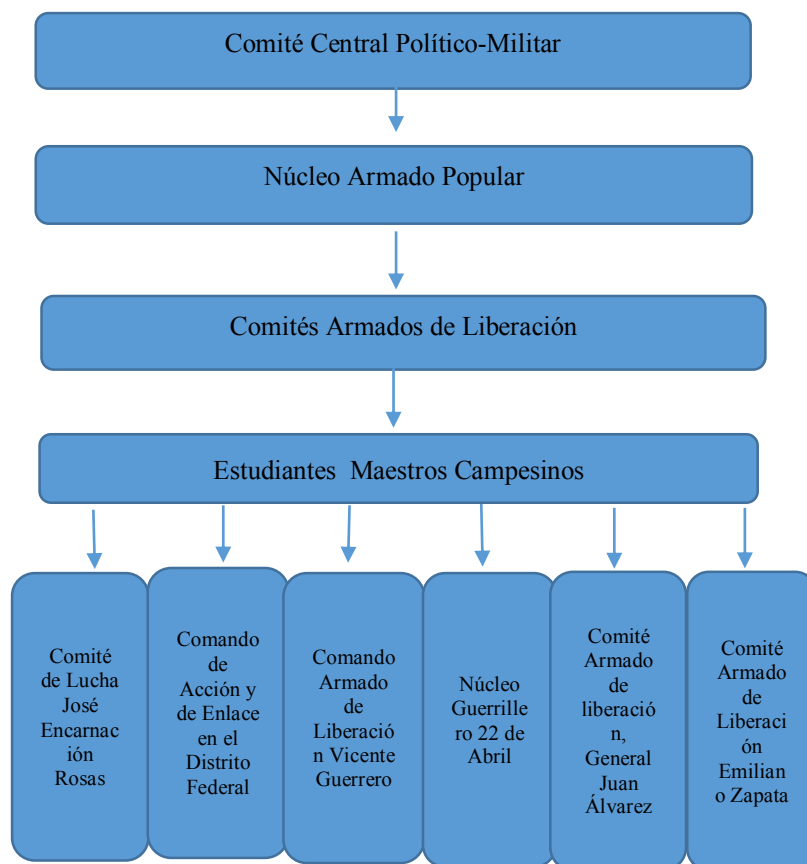 Comité Central Político-Militar
Núcleo Armado Popular
Comités Armados de Liberación
Estudiantes Maestros Campesinos
Comité
de Lucha
José
Encarnac
ión
Rosas
Comando
de
Acción y
de Enlace
en el
Distrito
Federal
Comando
Armado
de
Liberació
n Vicente
Guerrero
Núcleo
Guerrille
ro 22 de
Abril
Comité
Armado
de
liberació
n,
General
Juan
Álvarez
Comité
Armado
de
Liberaci
ón
Emilian
o Zapata